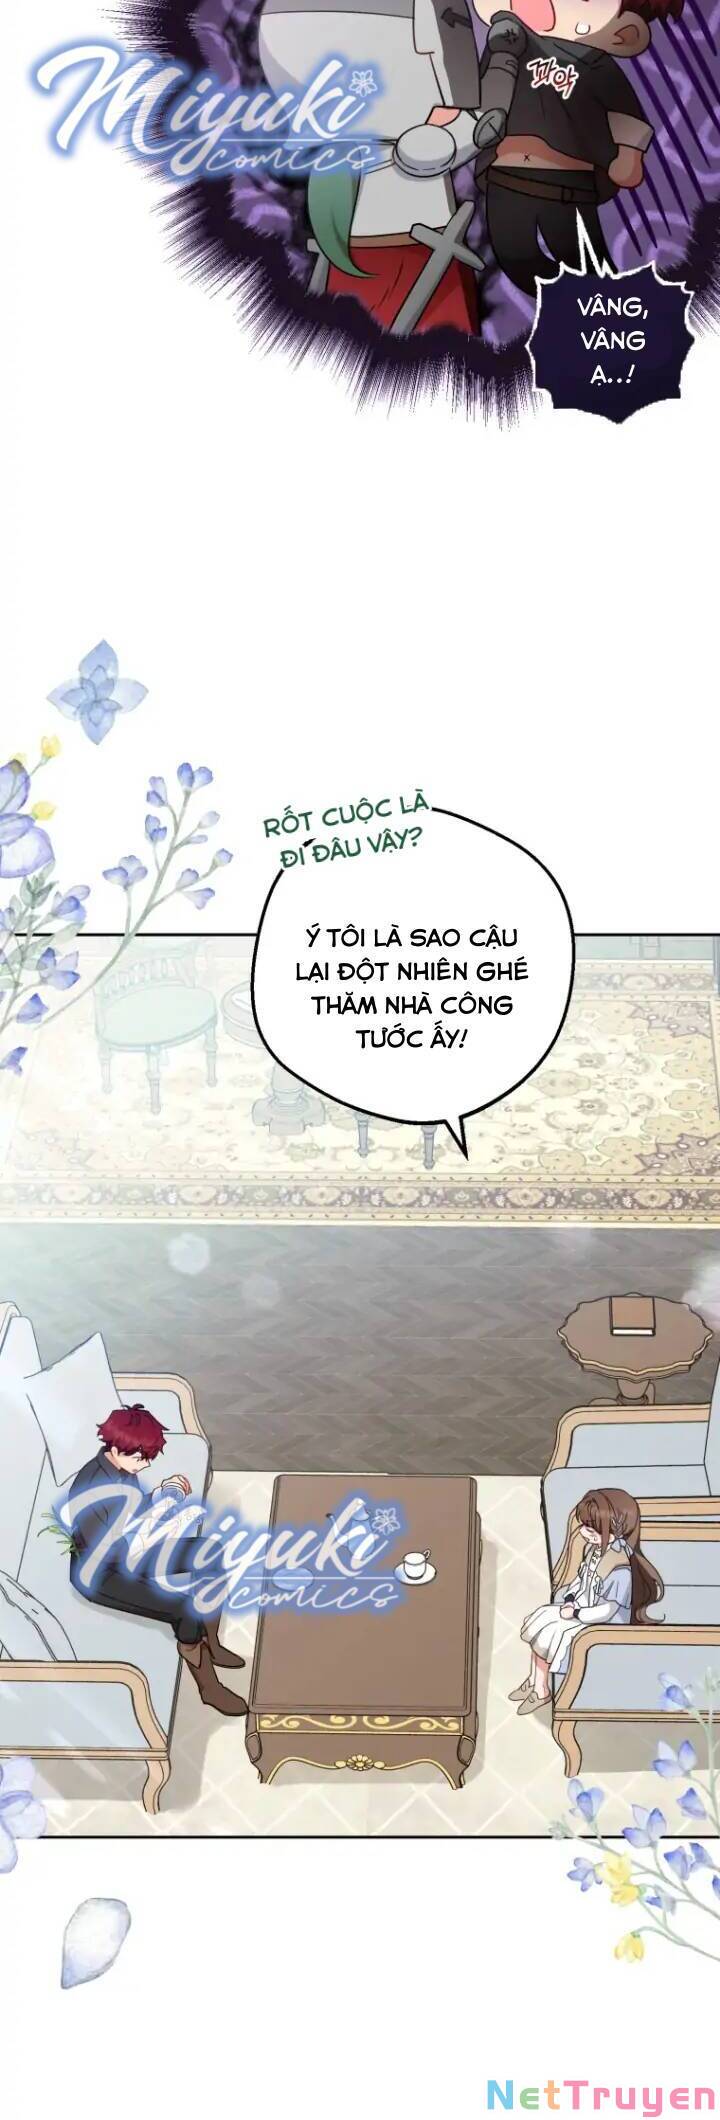 Miyuki
comics
꽈악
VÂNG,
VÂNG
Ạ..!
RỐT CUỘC LÀ
ĐI ĐÂU VẬY?
Ý TÔI LÀ SAO CẬU
LẠI ĐỘT NHIÊN GHÉ
THĂM NHÀ CÔNG
TƯỚC ẤY!
Miyuki
comics
NetTruyen